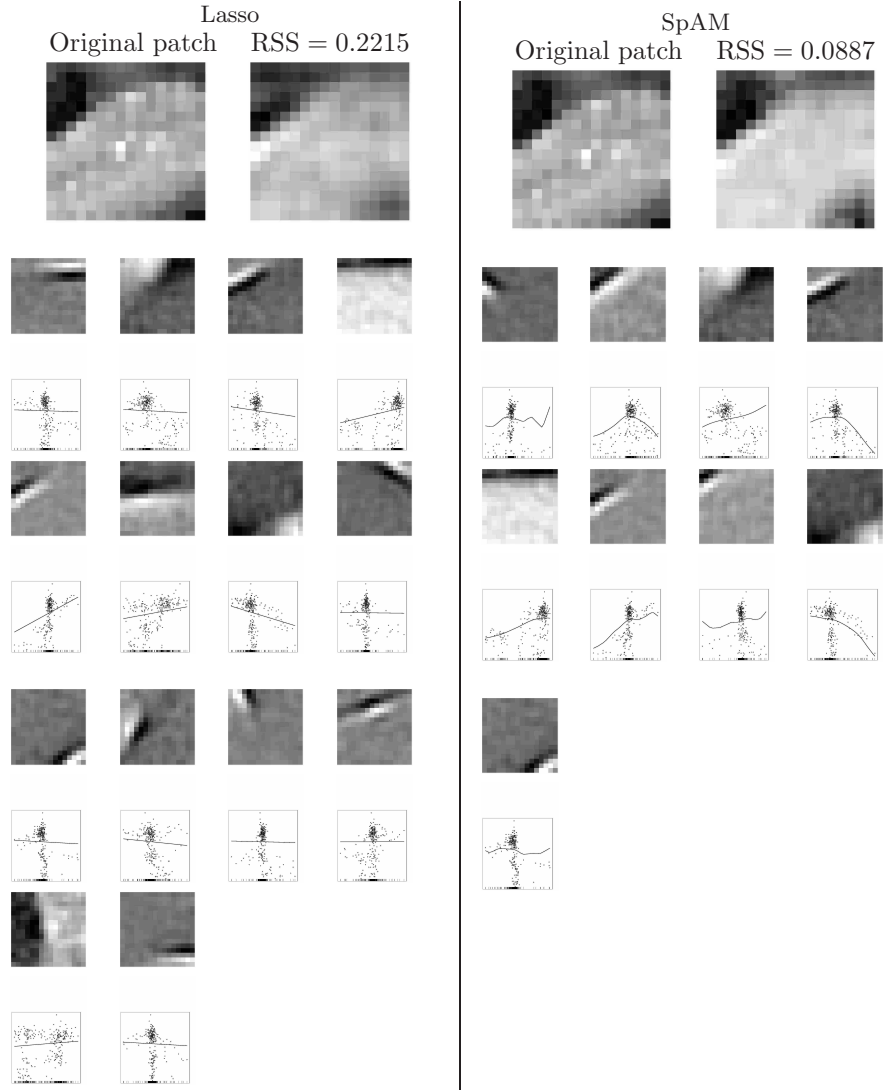 Lasso
Original patch RSS = 0.2215
SpAM
Original patch RSS = 0.0887